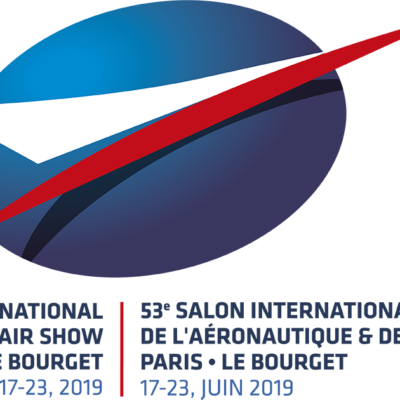 NATIONAL
AIR SHOW
E BOURGET
17-23, 2019
53e SALON INTERNATIONA
DE L'AÉRONAUTIQUE & DE
PARIS • LE BOURGET
17-23, JUIN 2019